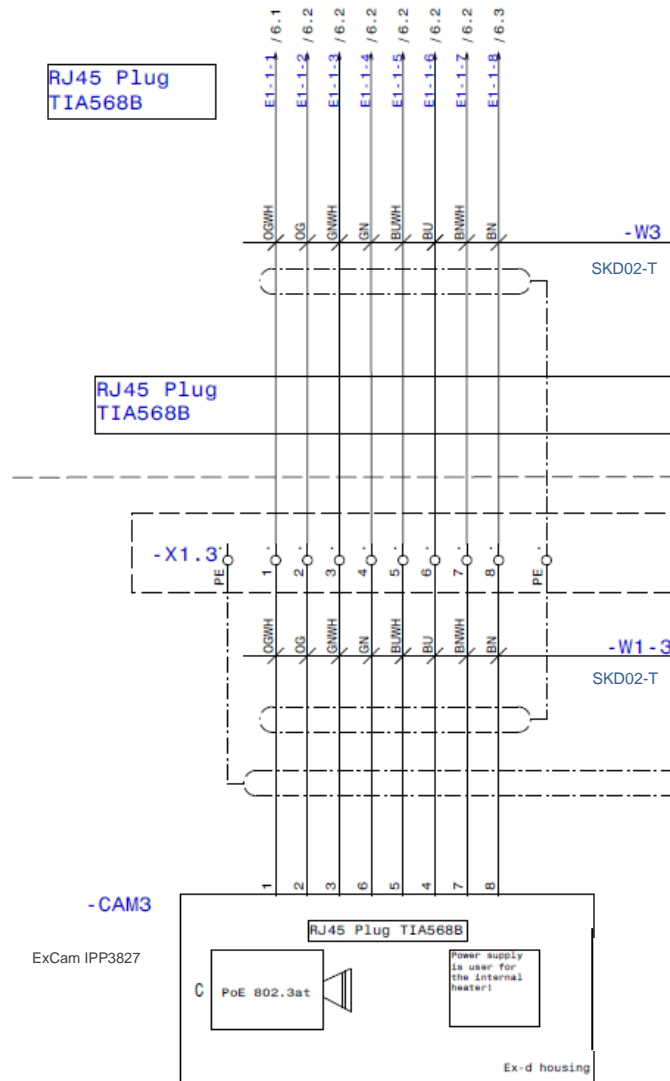 /6.1 /6.2 /6.2 /6.2 /6.2 /6.2 /6.2 /6.3
E1-1-1 E1-1-2 E1-1-3 E1-1-4 E1-1-5 E1-1-6 E1-1-7 E1-1-8
RJ45 Plug
TIA568B
OGWH OG GNWH GN BUWH BU BNWH BN
-W3
SKD02-T
RJ45 Plug
TIA568B
-X1.3
PE 1 2 3 4 5 6 7 8 PE
OGWH OG GNWH GN BUWH BU BNWH BN
-W1-3
SKD02-T
1 2 3 6 5 4 7 8
-CAM3
RJ45 Plug TIA568B
ExCam IPP3827
C
PoE 802.3at
Power supply
is user for
the internal
heater!
Ex-d housing